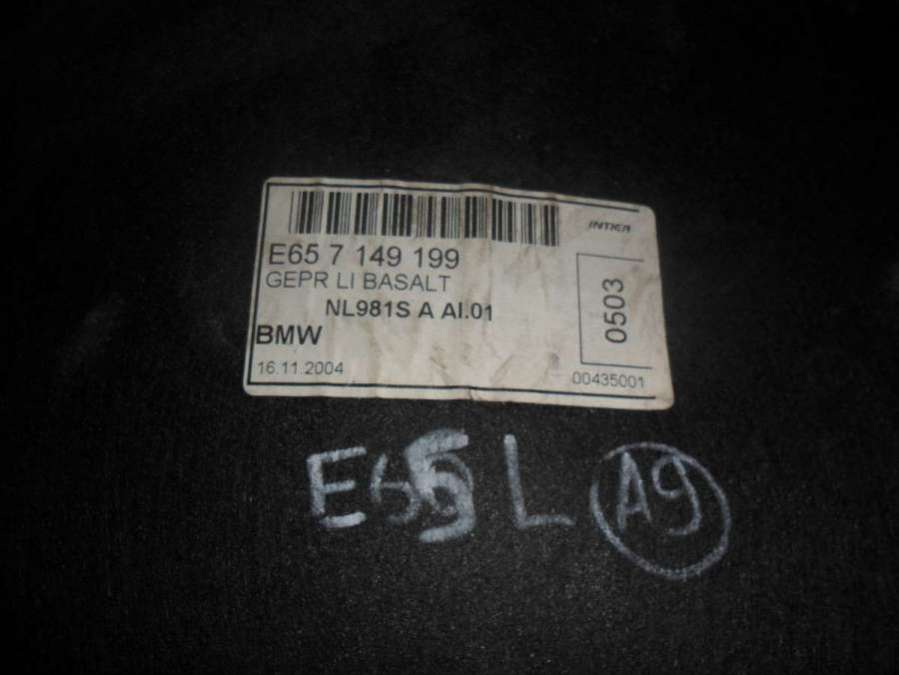 INTIER
E65 7 149 199
GEPR LI BASALT
NL981S A AI.01
0503
BMW
16.11.2004
00435001
E65 L A9